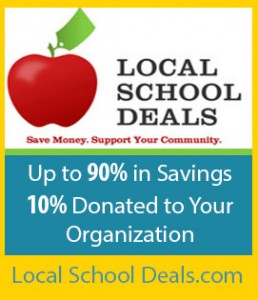 LOCAL
SCHOOL
DEALS
Save Money. Support Your Community.
Up to 90% in Savings
10% Donated to Your
Organization
Local School Deals.com